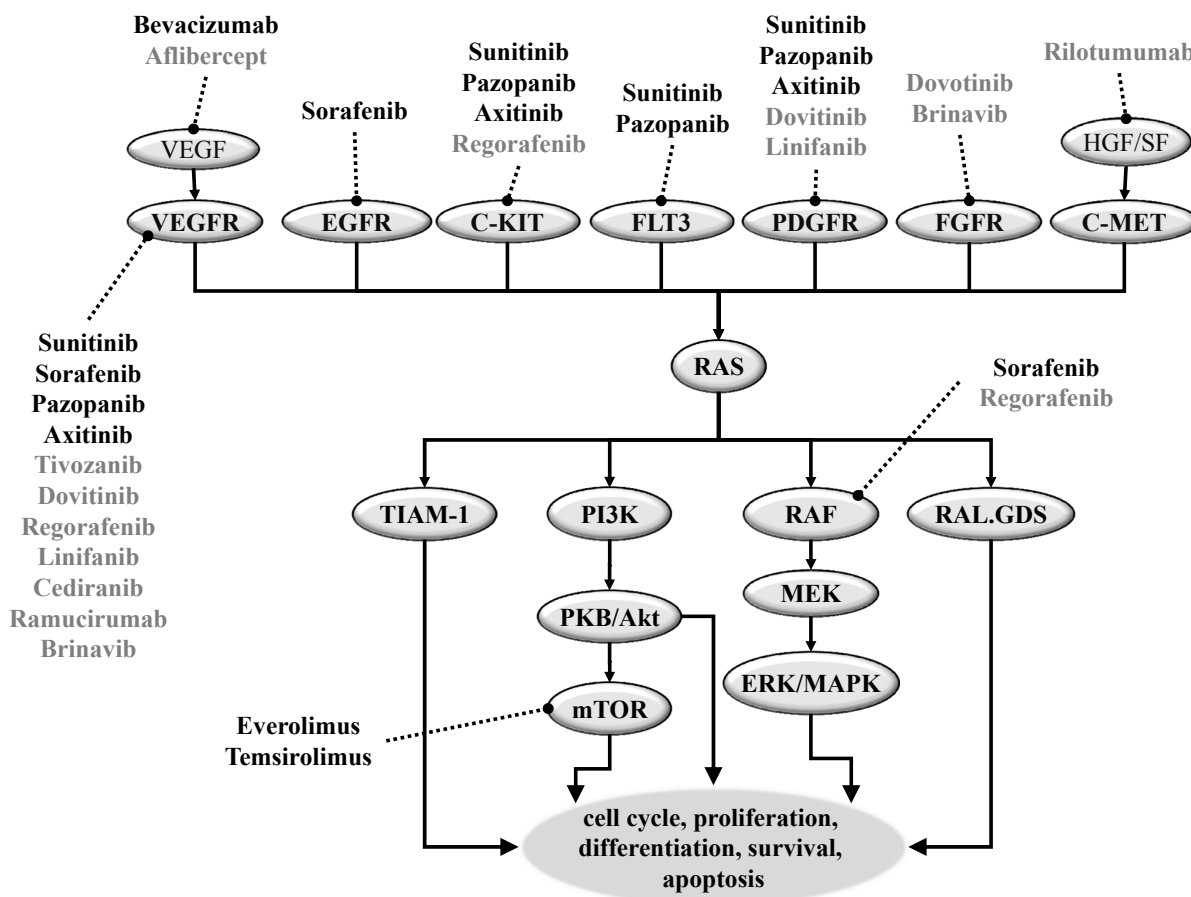 Bevacizumab
Aflibercept
Sunitinib
Pazopanib
Axitinib
Regorafenib
Sunitinib
Pazopanib
Axitinib
Dovitinib
Linifanib
Rilotumumab
Sorafenib
Sunitinib
Pazopanib
Dovotinib
Brinavib
VEGF
HGF/SF
VEGFR
EGFR
C-KIT
FLT3
PDGFR
FGFR
C-MET
Sunitinib
Sorafenib
Pazopanib
Axitinib
Tivozanib
Dovitinib
Regorafenib
Linifanib
Cediranib
Ramucirumab
Brinavib
RAS
Sorafenib
Regorafenib
TIAM-1
PI3K
RAF
RAL.GDS
PKB/Akt
MEK
mTOR
ERK/MAPK
Everolimus
Temsirolimus
cell cycle, proliferation,
differentiation, survival,
apoptosis